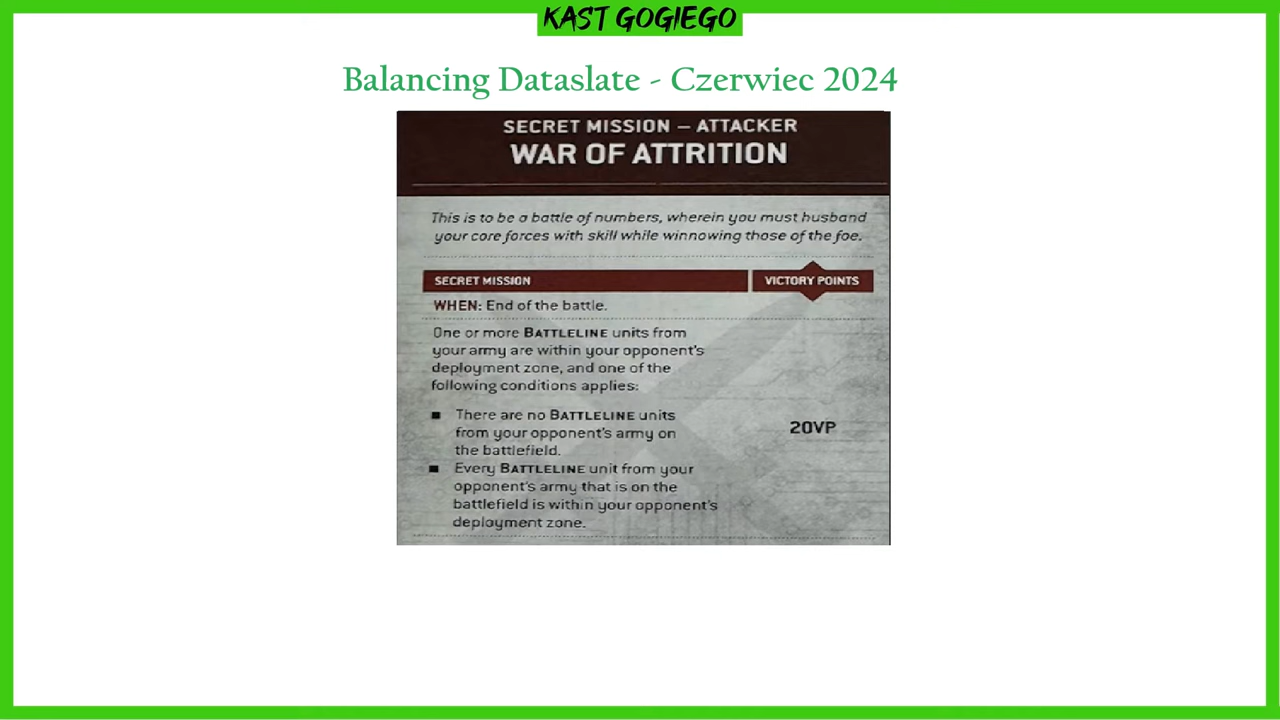 KAST GOGIEGO
Balancing Dataslate - Czerwiec 2024
SECRET MISSION – ATTACKER
WAR OF ATTRITION
This is to be a battle of numbers, wherein you must husband
your core forces with skill while winnowing those of the foe.
SECRET MISSION
VICTORY POINTS
WHEN: End of the battle.
One or more BATTLELINE units from
your army are within your opponent's
deployment zone, and one of the
following conditions applies:
■ There are no BATTLELINE units
from your opponent's army on
the battlefield.
■ Every BATTLELINE unit from your
opponent's army that is on the
battlefield is within your opponent's
deployment zone.
20VP